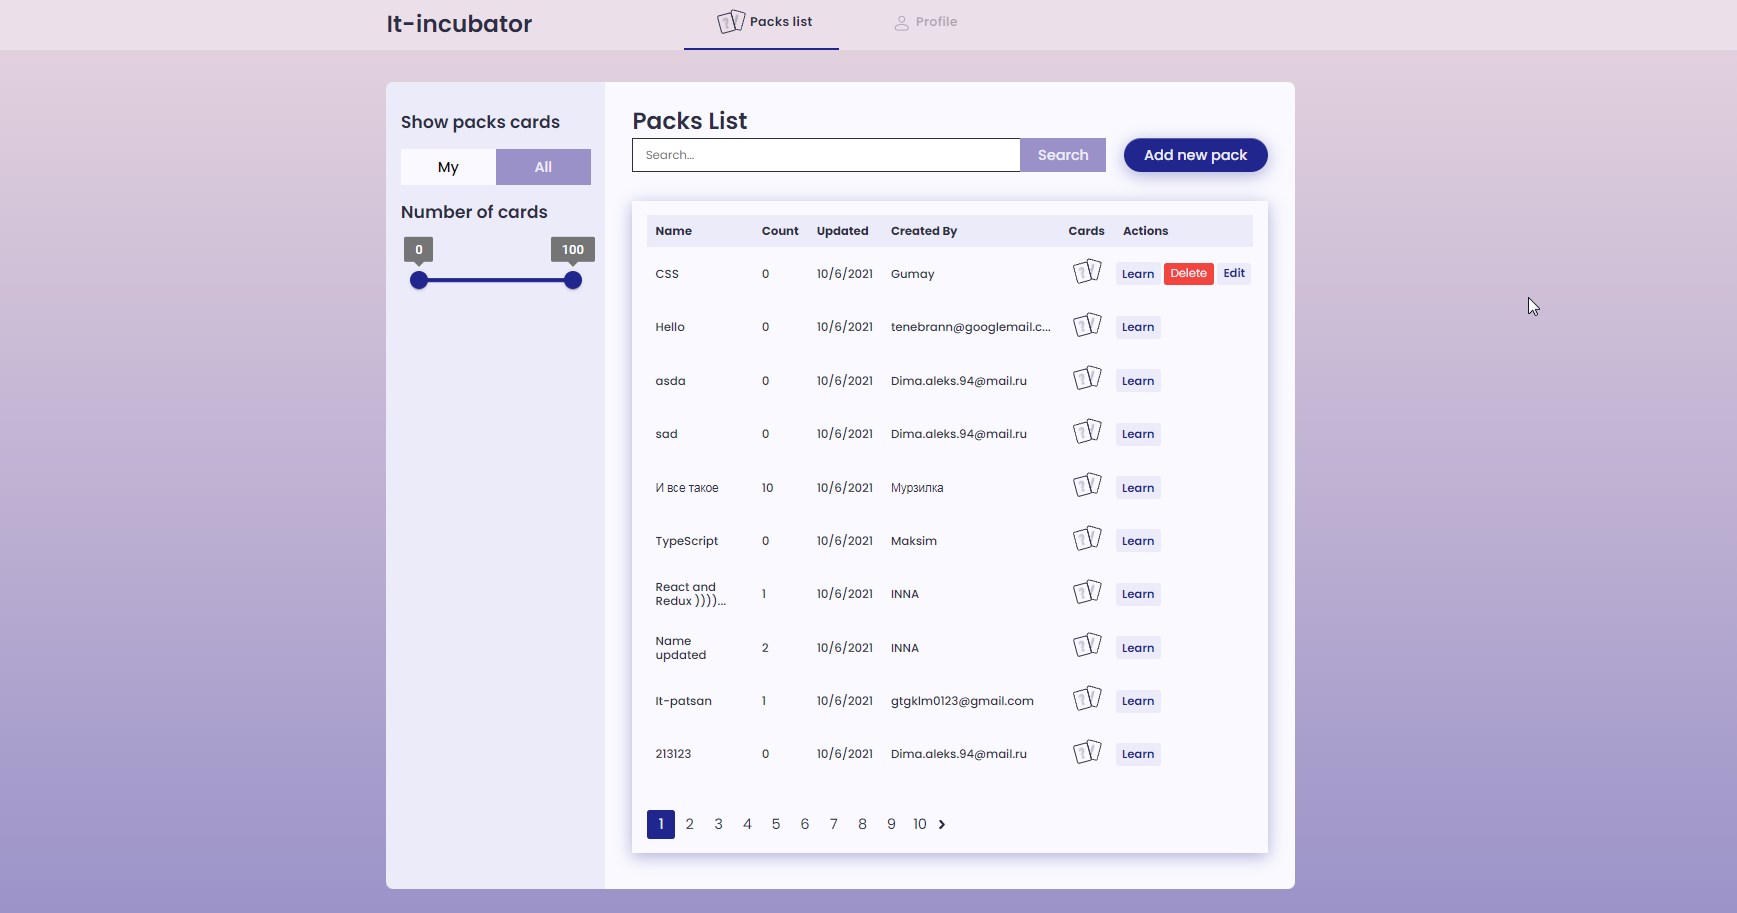 It-incubator
Packs list
Profile
Show packs cards
My All
Number of cards
0 100
Packs List
Search... Search Add new pack
Name Count Updated Created By Cards Actions
CSS 0 10/6/2021 Gumay Learn Delete Edit
Hello 0 10/6/2021 tenebrann@googlemail.c... Learn
asda 0 10/6/2021 Dima.aleks.94@mail.ru Learn
sad 0 10/6/2021 Dima.aleks.94@mail.ru Learn
И все такое 10 10/6/2021 Мурзилка Learn
TypeScript 0 10/6/2021 Maksim Learn
React and
Redux ))))... 1 10/6/2021 INNA Learn
Name
updated 2 10/6/2021 INNA Learn
It-patsan 1 10/6/2021 gtgklm0123@gmail.com Learn
213123 0 10/6/2021 Dima.aleks.94@mail.ru Learn
1 2 3 4 5 6 7 8 9 10 ›